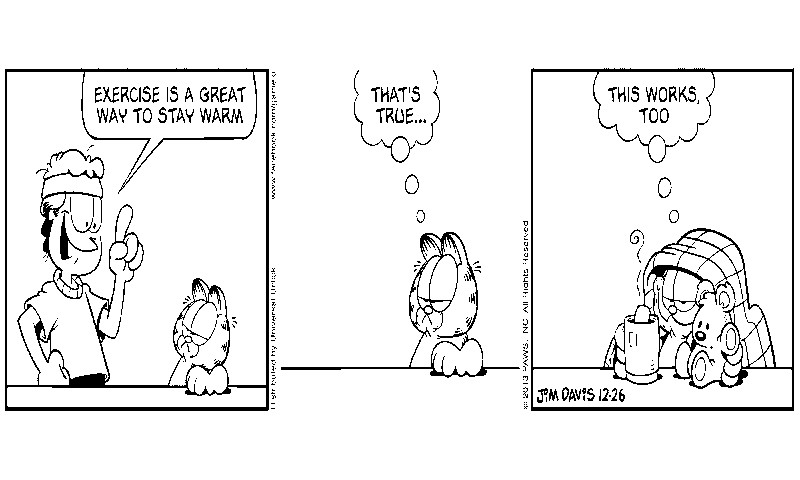 EXERCISE IS A GREAT
WAY TO STAY WARM
THAT'S
TRUE...
THIS WORKS,
TOO
© 2013 PAWS, INC. All Rights Reserved
JIM DAVIS 12·26